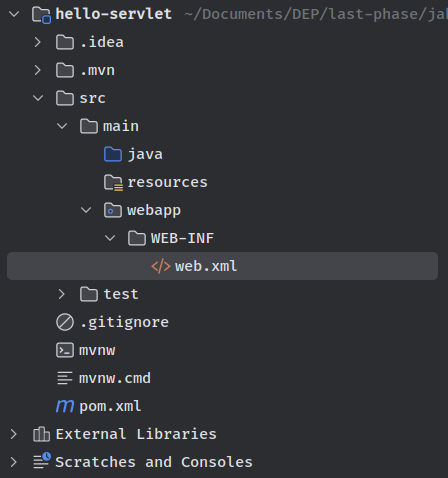 hello-servlet ~/Documents/DEP/last-phase/jak
.idea
.mvn
src
main
java
resources
webapp
WEB-INF
</> web.xml
test
.gitignore
mvnw
mvnw.cmd
m pom.xml
External Libraries
Scratches and Consoles